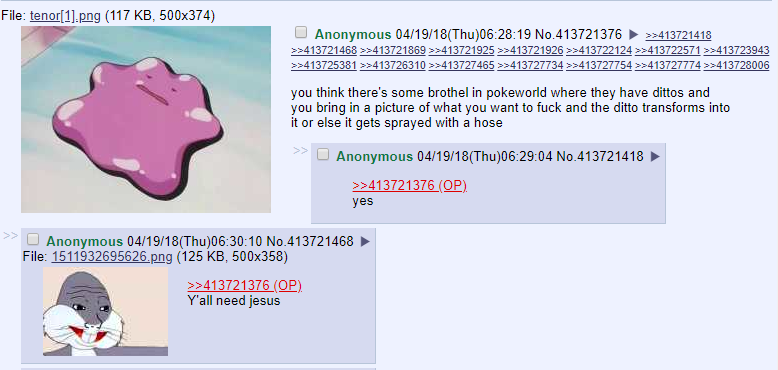 File: tenor[1].png (117 KB, 500x374)
Anonymous 04/19/18(Thu)06:28:19 No.413721376 ▶ >>413721418
>>413721468 >>413721869 >>413721925 >>413721926 >>413722124 >>413722571 >>413723943
>>413725381 >>413726310 >>413727465 >>413727734 >>413727754 >>413727774 >>413728006
you think there's some brothel in pokeworld where they have dittos and
you bring in a picture of what you want to fuck and the ditto transforms into
it or else it gets sprayed with a hose
>> Anonymous 04/19/18(Thu)06:29:04 No.413721418 ▶
>>413721376 (OP)
yes
>> Anonymous 04/19/18(Thu)06:30:10 No.413721468 ▶
File: 1511932695626.png (125 KB, 500x358)
>>413721376 (OP)
Y'all need jesus